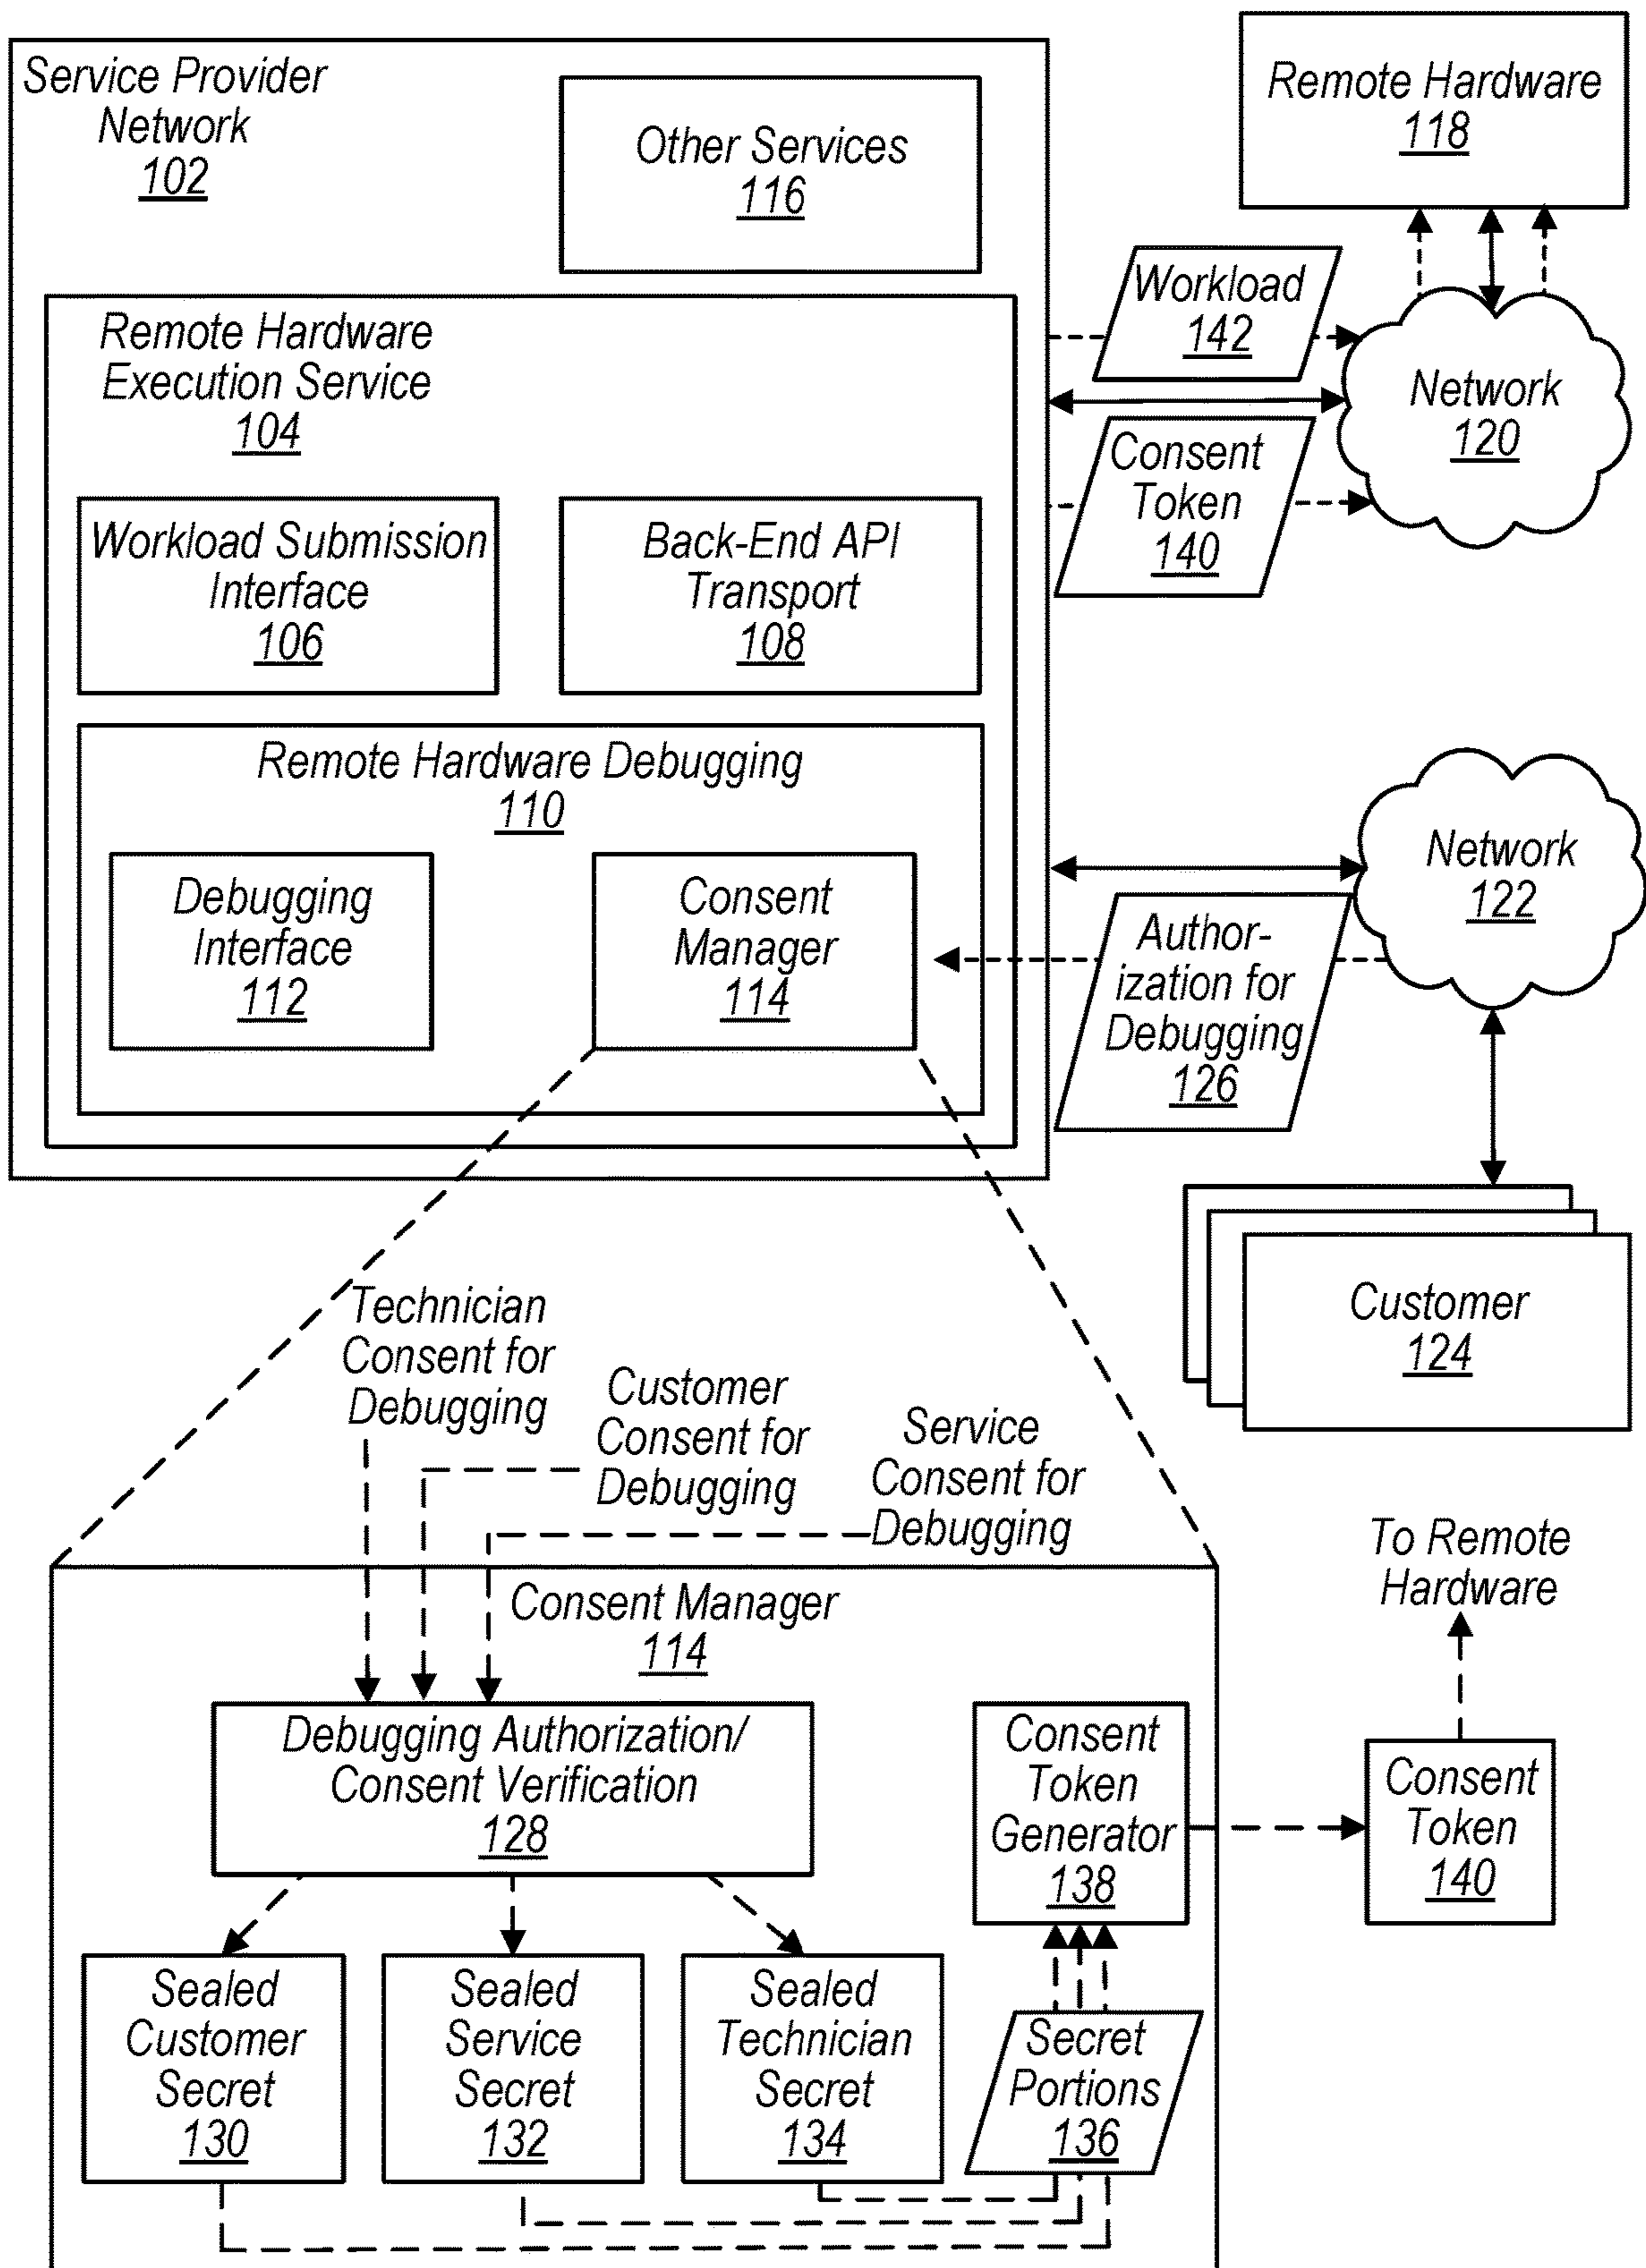 Service Provider
Network
102
Other Services
116
Remote Hardware
118
Remote Hardware
Execution Service
104
Workload
142
Network
120
Consent
Token
140
Workload Submission
Interface
106
Back-End API
Transport
108
Remote Hardware Debugging
110
Debugging
Interface
112
Consent
Manager
114
Network
122
Author-
ization for
Debugging
126
Customer
124
Technician
Consent for
Debugging
Customer
Consent for
Debugging
Service
Consent for
Debugging
To Remote
Hardware
Consent Manager
114
Debugging Authorization/
Consent Verification
128
Consent
Token
Generator
138
Consent
Token
140
Sealed
Customer
Secret
130
Sealed
Service
Secret
132
Sealed
Technician
Secret
134
Secret
Portions
136